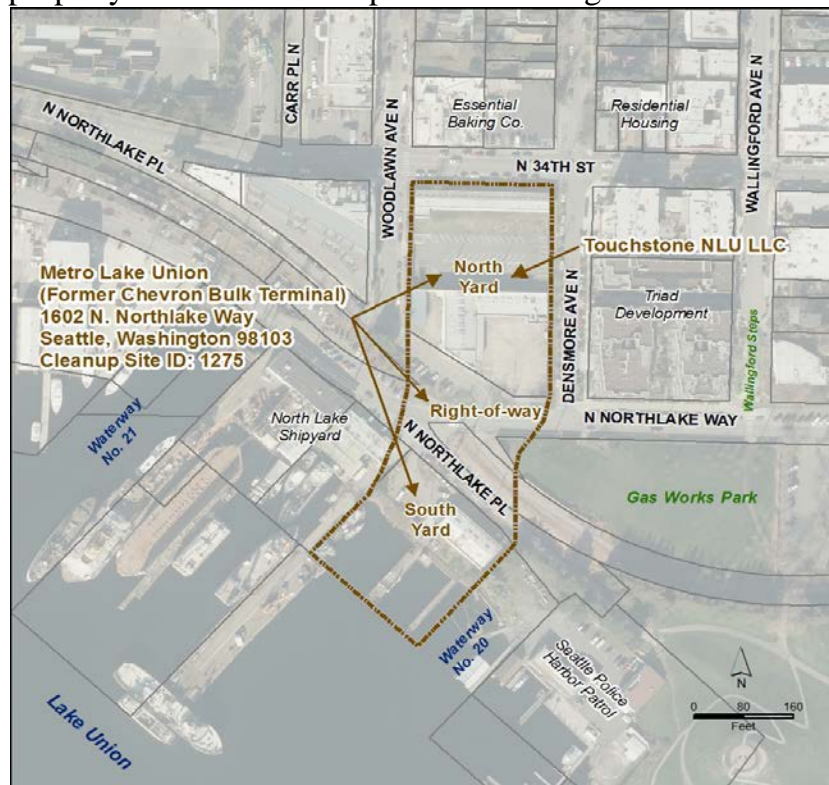 CARR PL N
WOODLAWN AVE N
Essential
Baking Co.
Residential
Housing
WALLINGFORD AVE N
N NORTHLAKE PL
N 34TH ST
Metro Lake Union
(Former Chevron Bulk Terminal)
1602 N. Northlake Way
Seattle, Washington 98103
Cleanup Site ID: 1275
North
Yard
Touchstone NLU LLC
DENSMORE AVE N
Triad
Development
Wallingford Steps
Right-of-way
N NORTHLAKE WAY
North Lake
Shipyard
Waterway
No. 21
N NORTHLAKE PL
South
Yard
Gas Works Park
Waterway
No. 20
Seattle Police
Harbor Patrol
Lake Union
N
0 80 160
Feet